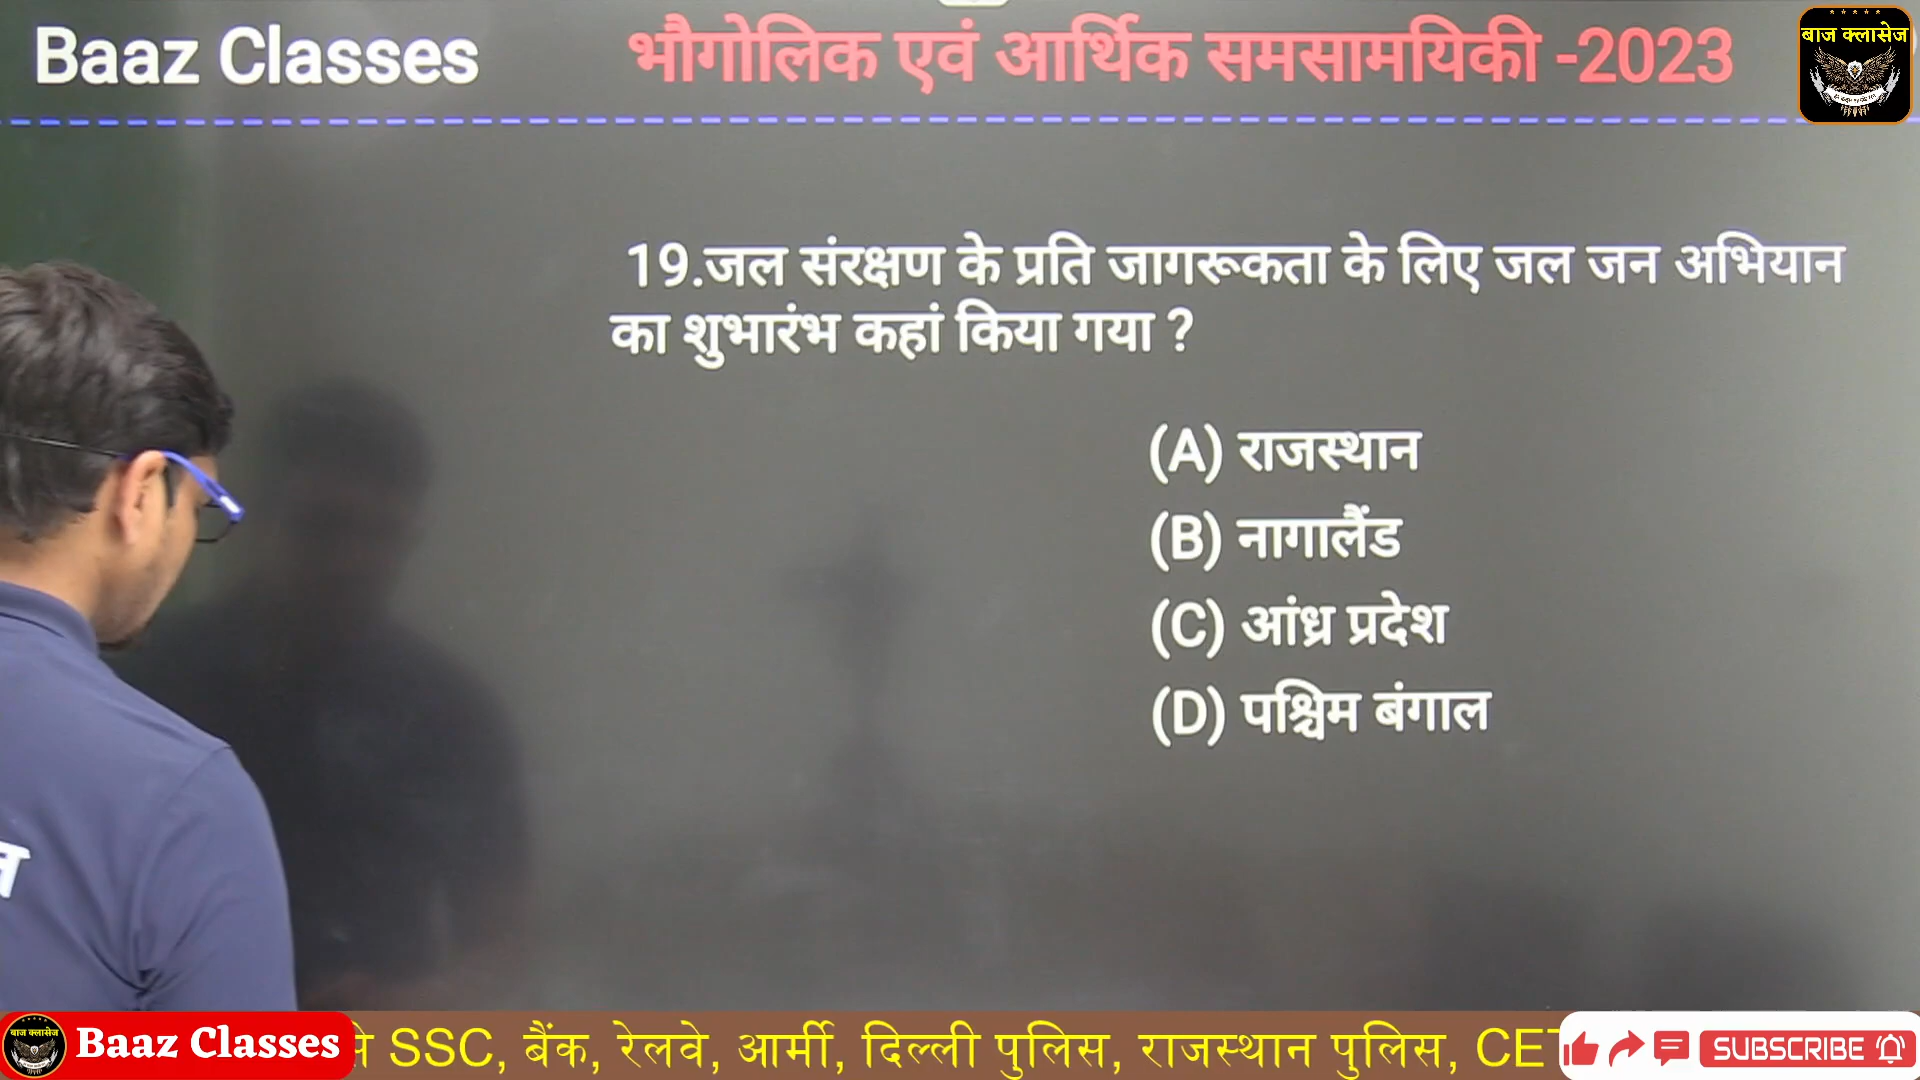 Baaz Classes
भौगोलिक एवं आर्थिक समसामयिकी -2023
बाज क्लासेज
19.जल संरक्षण के प्रति जागरूकता के लिए जल जन अभियान
का शुभारंभ कहां किया गया ?
(A) राजस्थान
(B) नागालैंड
(C) आंध्र प्रदेश
(D) पश्चिम बंगाल
बाज क्लासेज
Baaz Classes
से SSC, बैंक, रेलवे, आर्मी, दिल्ली पुलिस, राजस्थान पुलिस, CET
SUBSCRIBE